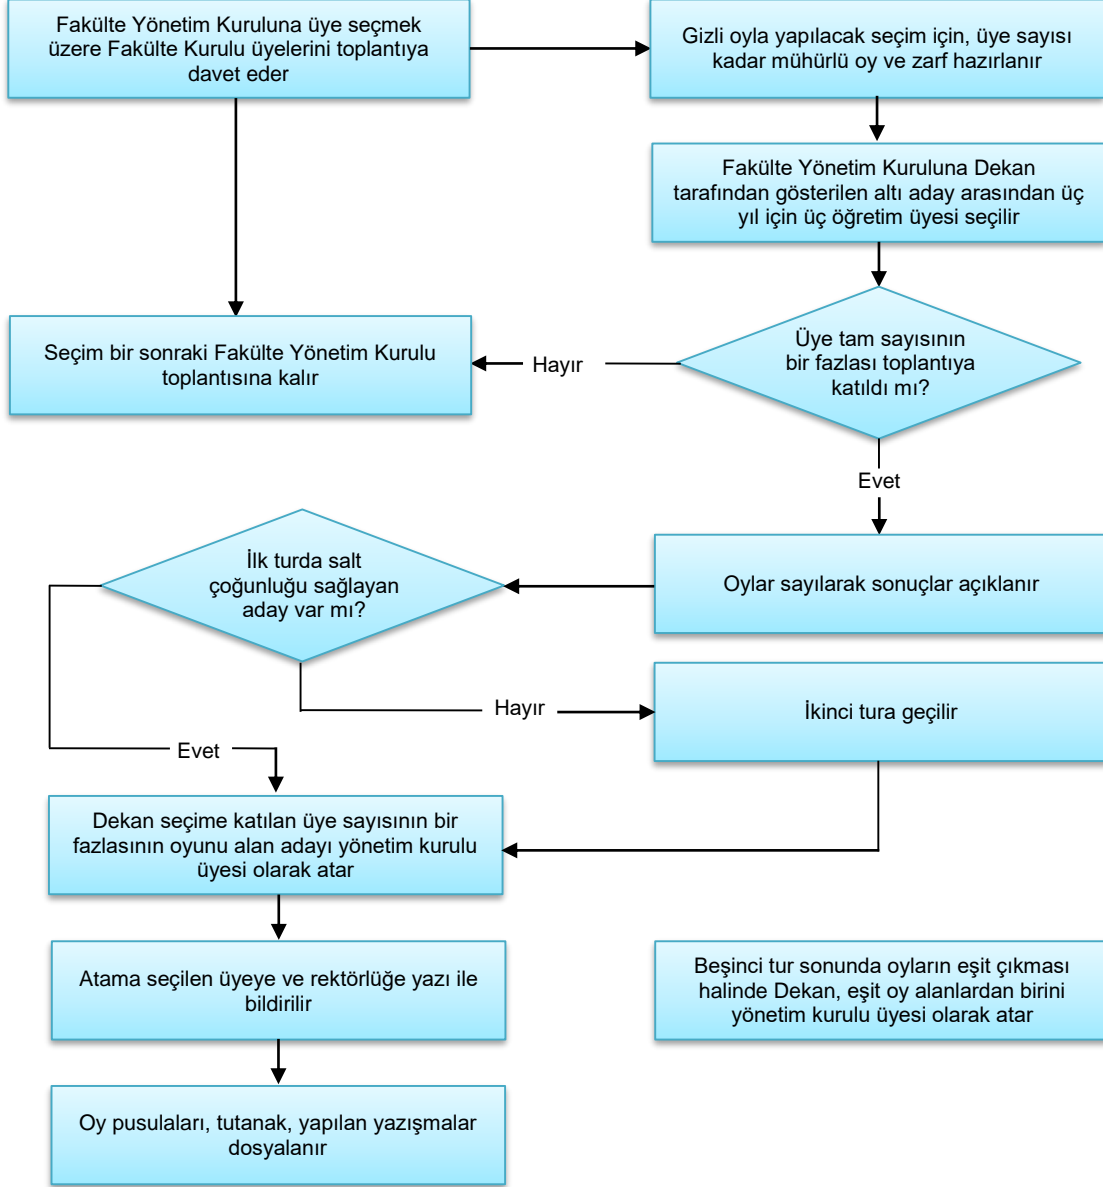 Fakülte Yönetim Kuruluna üye seçmek
üzere Fakülte Kurulu üyelerini toplantıya
davet eder
Gizli oyla yapılacak seçim için, üye sayısı
kadar mühürlü oy ve zarf hazırlanır
Fakülte Yönetim Kuruluna Dekan
tarafından gösterilen altı aday arasından üç
yıl için üç öğretim üyesi seçilir
Seçim bir sonraki Fakülte Yönetim Kurulu
toplantısına kalır
Hayır
Üye tam sayısının
bir fazlası toplantıya
katıldı mı?
Evet
İlk turda salt
çoğunluğu sağlayan
aday var mı?
Oylar sayılarak sonuçlar açıklanır
Hayır
İkinci tura geçilir
Evet
Dekan seçime katılan üye sayısının bir
fazlasının oyunu alan adayı yönetim kurulu
üyesi olarak atar
Atama seçilen üyeye ve rektörlüğe yazı ile
bildirilir
Beşinci tur sonunda oyların eşit çıkması
halinde Dekan, eşit oy alanlardan birini
yönetim kurulu üyesi olarak atar
Oy pusulaları, tutanak, yapılan yazışmalar
dosyalanır